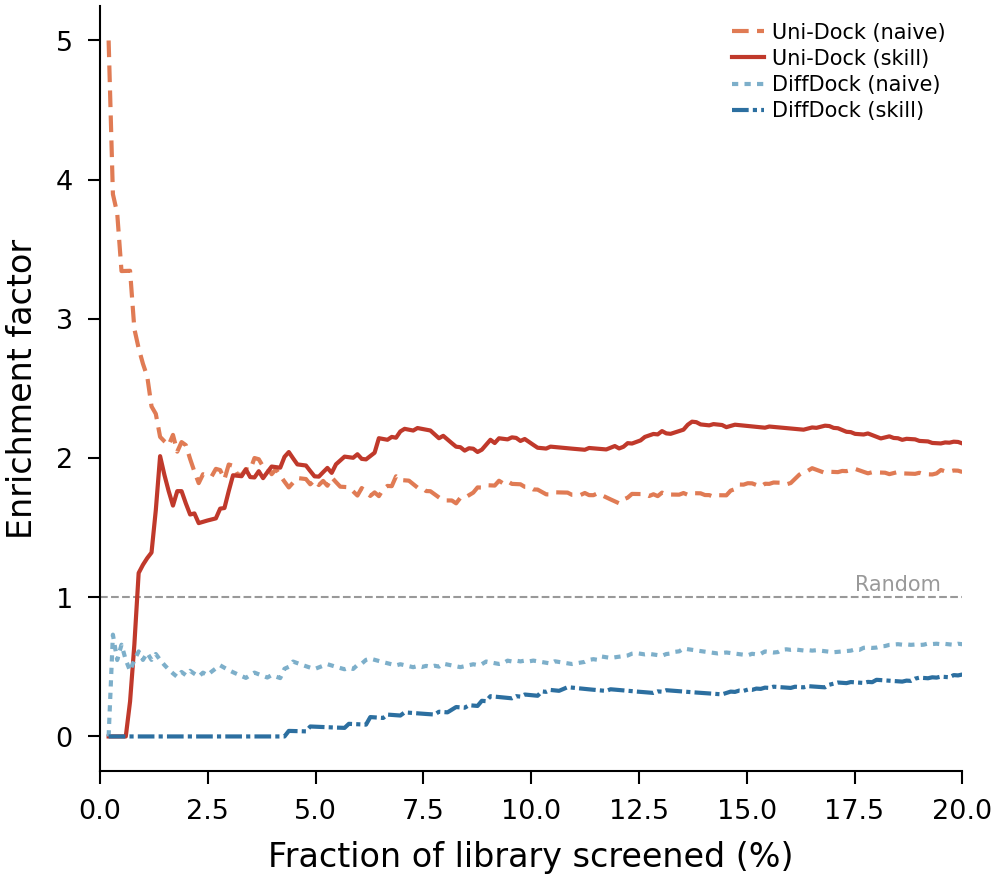 Uni-Dock (naive)
Uni-Dock (skill)
DiffDock (naive)
DiffDock (skill)
Enrichment factor
5
4
3
2
1
0
Random
0.0 2.5 5.0 7.5 10.0 12.5 15.0 17.5 20.0
Fraction of library screened (%)